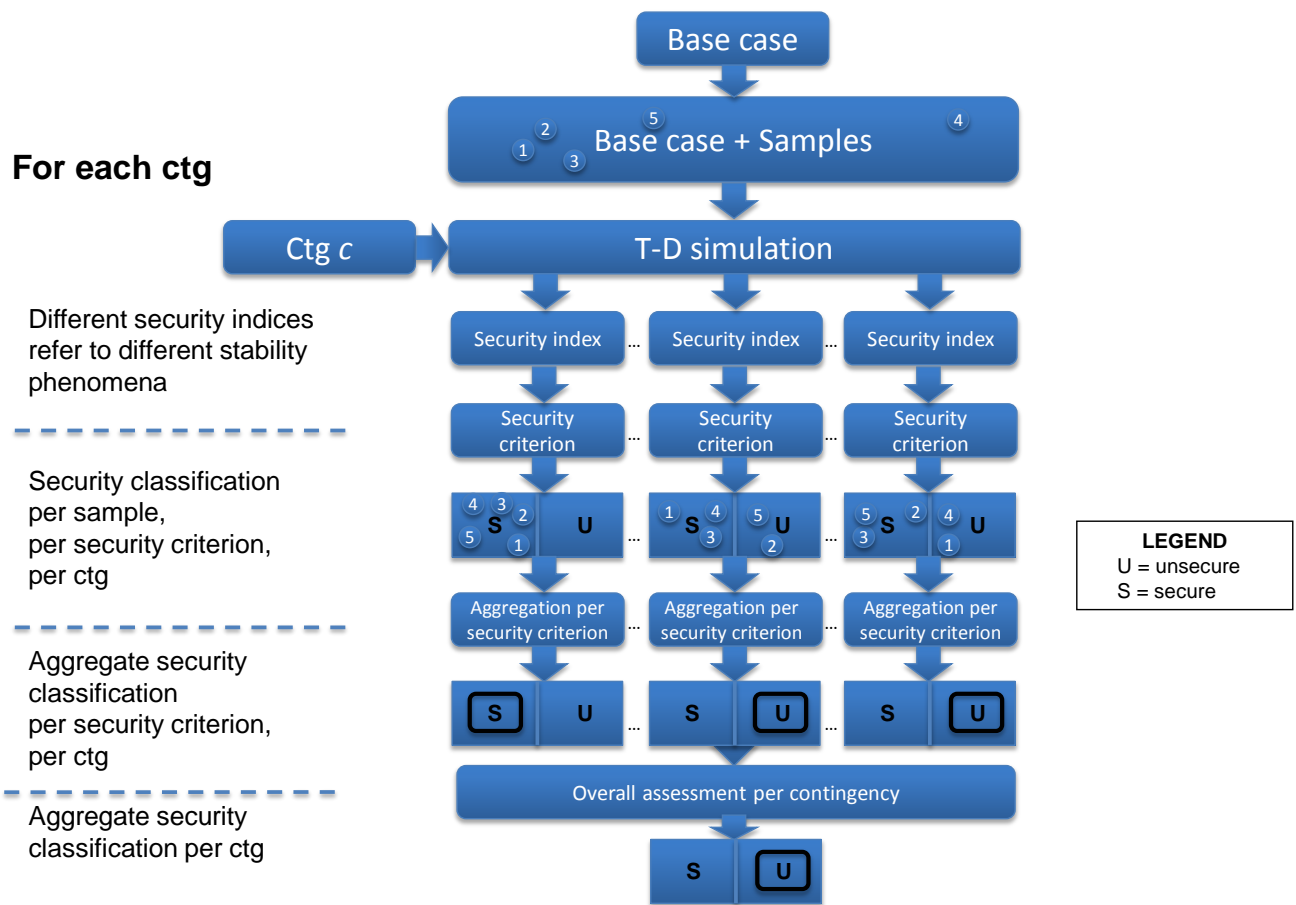 Base case
5
4
2
Base case + Samples
1
3
For each ctg
Ctg c
T-D simulation
Different security indices
refer to different stability
phenomena
Security index ... Security index ... Security index
Security
criterion
...
Security
criterion
...
Security
criterion
Security classification
per sample,
per security criterion,
per ctg
4 3 2 S 5 1 U
...
1 S 4 3 5 U 2
...
5 S 2 3 4 U 1
Aggregation per
security criterion
...
Aggregation per
security criterion
...
Aggregation per
security criterion
LEGEND
U = unsecure
S = secure
Aggregate security
classification
per security criterion,
per ctg
S U ... S U ... S U
Overall assessment per contingency
Aggregate security
classification per ctg
S U